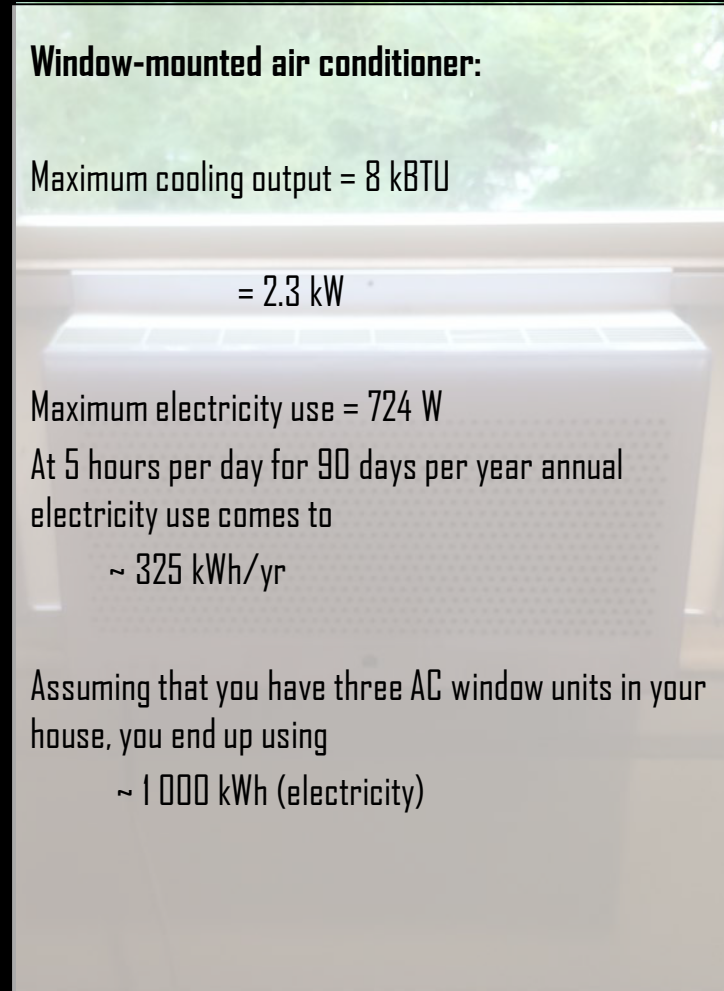 Window-mounted air conditioner:
Maximum cooling output = 8 kBTU
= 2.3 kW
Maximum electricity use = 724 W
At 5 hours per day for 90 days per year annual
electricity use comes to
~ 325 kWh/yr
Assuming that you have three AC window units in your
house, you end up using
~ 1 000 kWh (electricity)